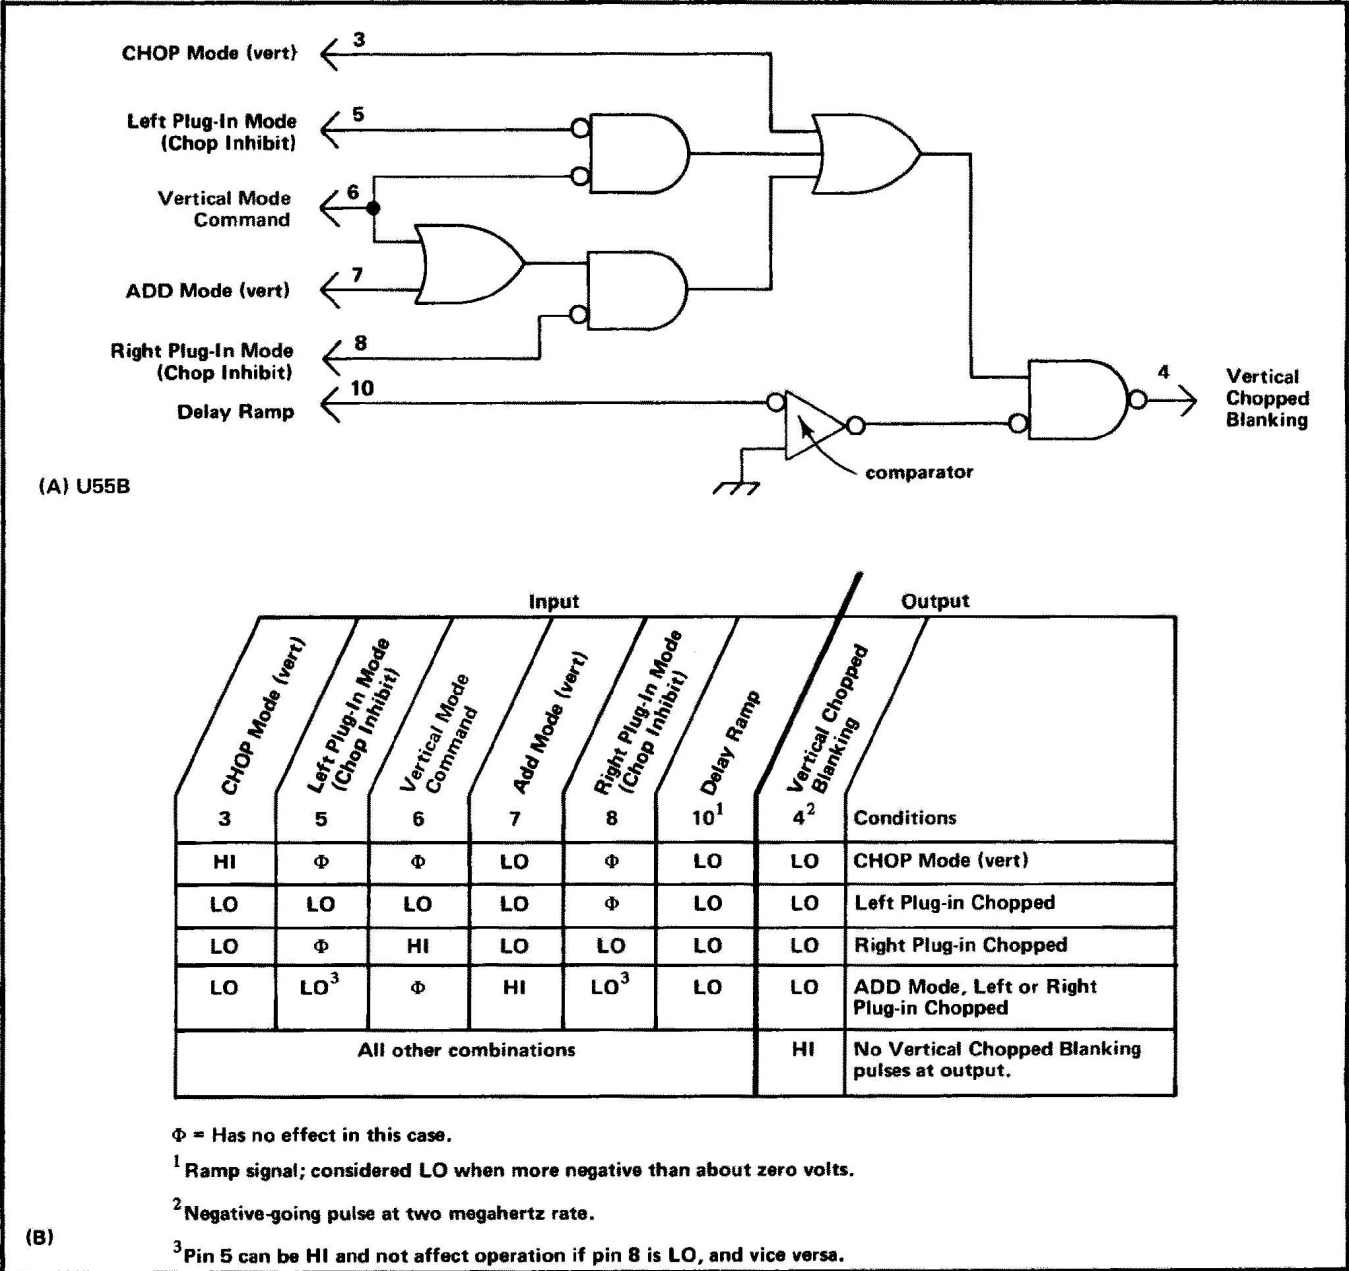 CHOP Mode (vert)
3
Left Plug-In Mode
(Chop Inhibit)
5
Vertical Mode
Command
6
ADD Mode (vert)
7
Right Plug-In Mode
(Chop Inhibit)
8
Delay Ramp
10
4
Vertical
Chopped
Blanking
comparator
(A) U55B
Input
Output
CHOP Mode (vert)
Left Plug-In Mode
(Chop Inhibit)
Vertical Mode
Command
Add Mode (vert)
Right Plug-In Mode
(Chop Inhibit)
Delay Ramp
Vertical Chopped
Blanking
3 5 6 7 8 10¹ 4² Conditions
HI Φ Φ LO Φ LO LO CHOP Mode (vert)
LO LO LO LO Φ LO LO Left Plug-in Chopped
LO Φ HI LO LO LO LO Right Plug-in Chopped
LO LO³ Φ HI LO³ LO LO ADD Mode, Left or Right
Plug-in Chopped
All other combinations HI No Vertical Chopped Blanking
pulses at output.
Φ = Has no effect in this case.
¹Ramp signal; considered LO when more negative than about zero volts.
²Negative-going pulse at two megahertz rate.
(B)
³Pin 5 can be HI and not affect operation if pin 8 is LO, and vice versa.